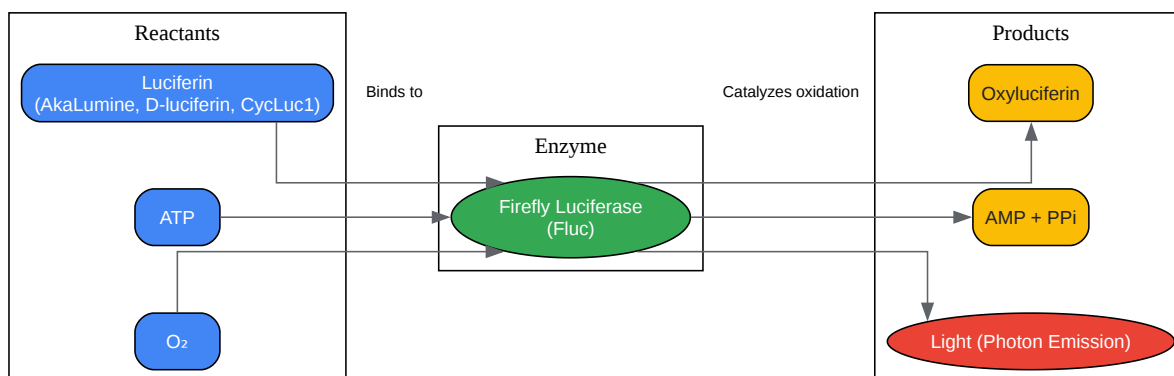 Reactants
Luciferin
(AkaLumine, D-luciferin, CycLuc1)
ATP
O₂
Binds to
Enzyme
Firefly Luciferase
(Fluc)
Catalyzes oxidation
Products
Oxyluciferin
AMP + PPi
Light (Photon Emission)